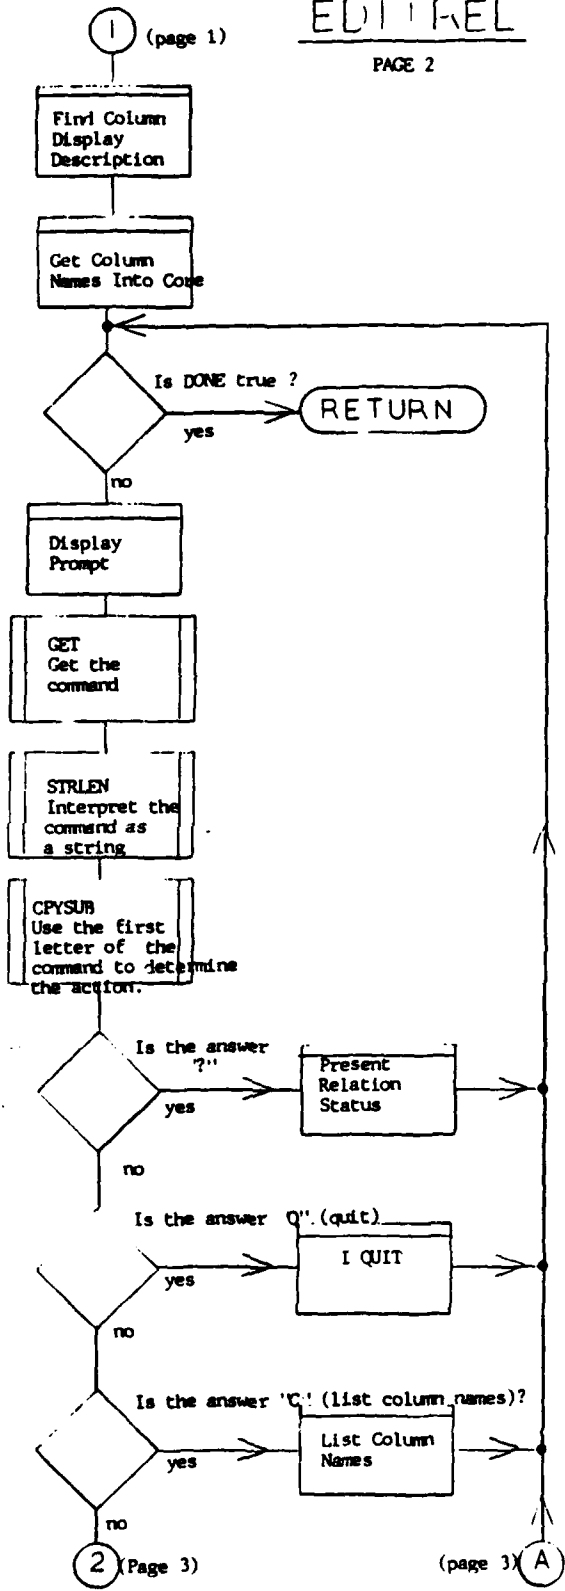 1
(page 1)
PAGE 2
Find Column
Display
Description
Get Column
Names Into Core
Is DONE true ?
RETURN
yes
no
Display
Prompt
GET
Get the
command
STRLEN
Interpret the
command as
a string
CPYSUB
Use the first
letter of the
command to determine
the action.
Is the answer
?"
yes
Present
Relation
Status
no
Is the answer "Q" (quit)
yes
I QUIT
no
Is the answer "C" (list column names)?
yes
List Column
Names
no
2
(Page 3)
(page 3)
A